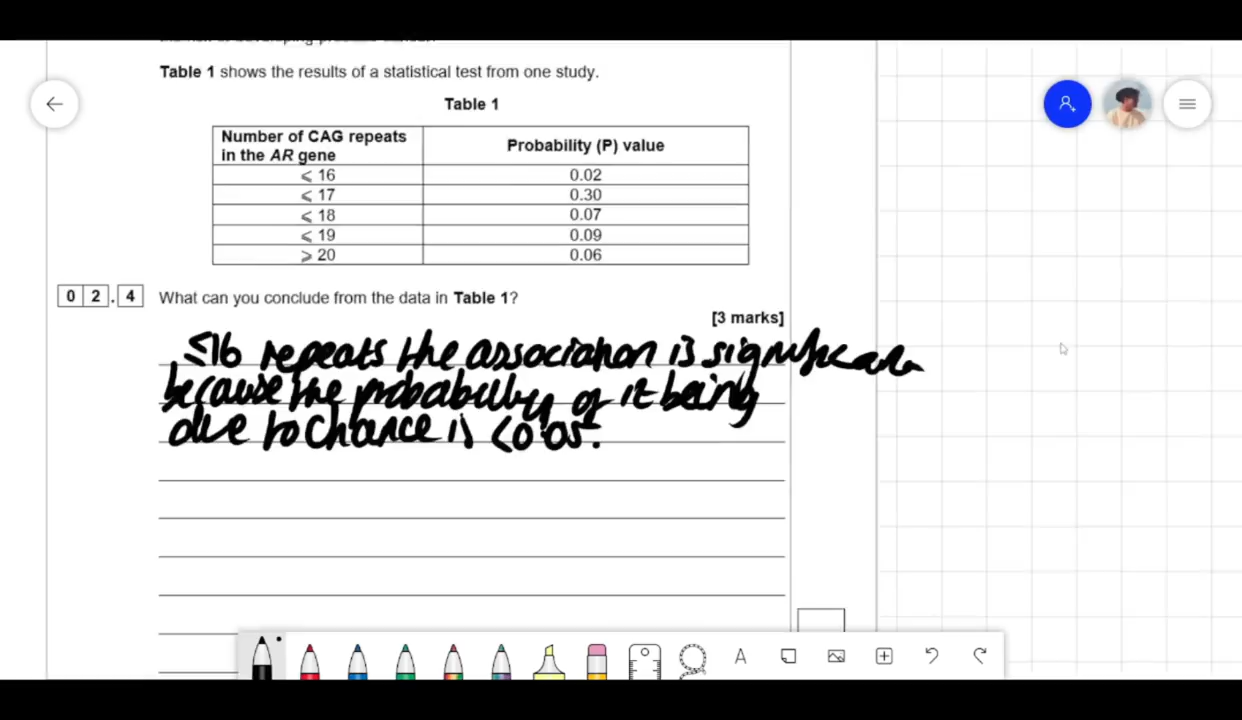 Table 1 shows the results of a statistical test from one study.
Table 1
Number of CAG repeats in the AR gene | Probability (P) value
⩽ 16 | 0.02
⩽ 17 | 0.30
⩽ 18 | 0.07
⩽ 19 | 0.09
⩾ 20 | 0.06
0 2 . 4 What can you conclude from the data in Table 1?
[3 marks]
≤16 repeats the association is significant
because the probability of it being
due to chance is <0.05.